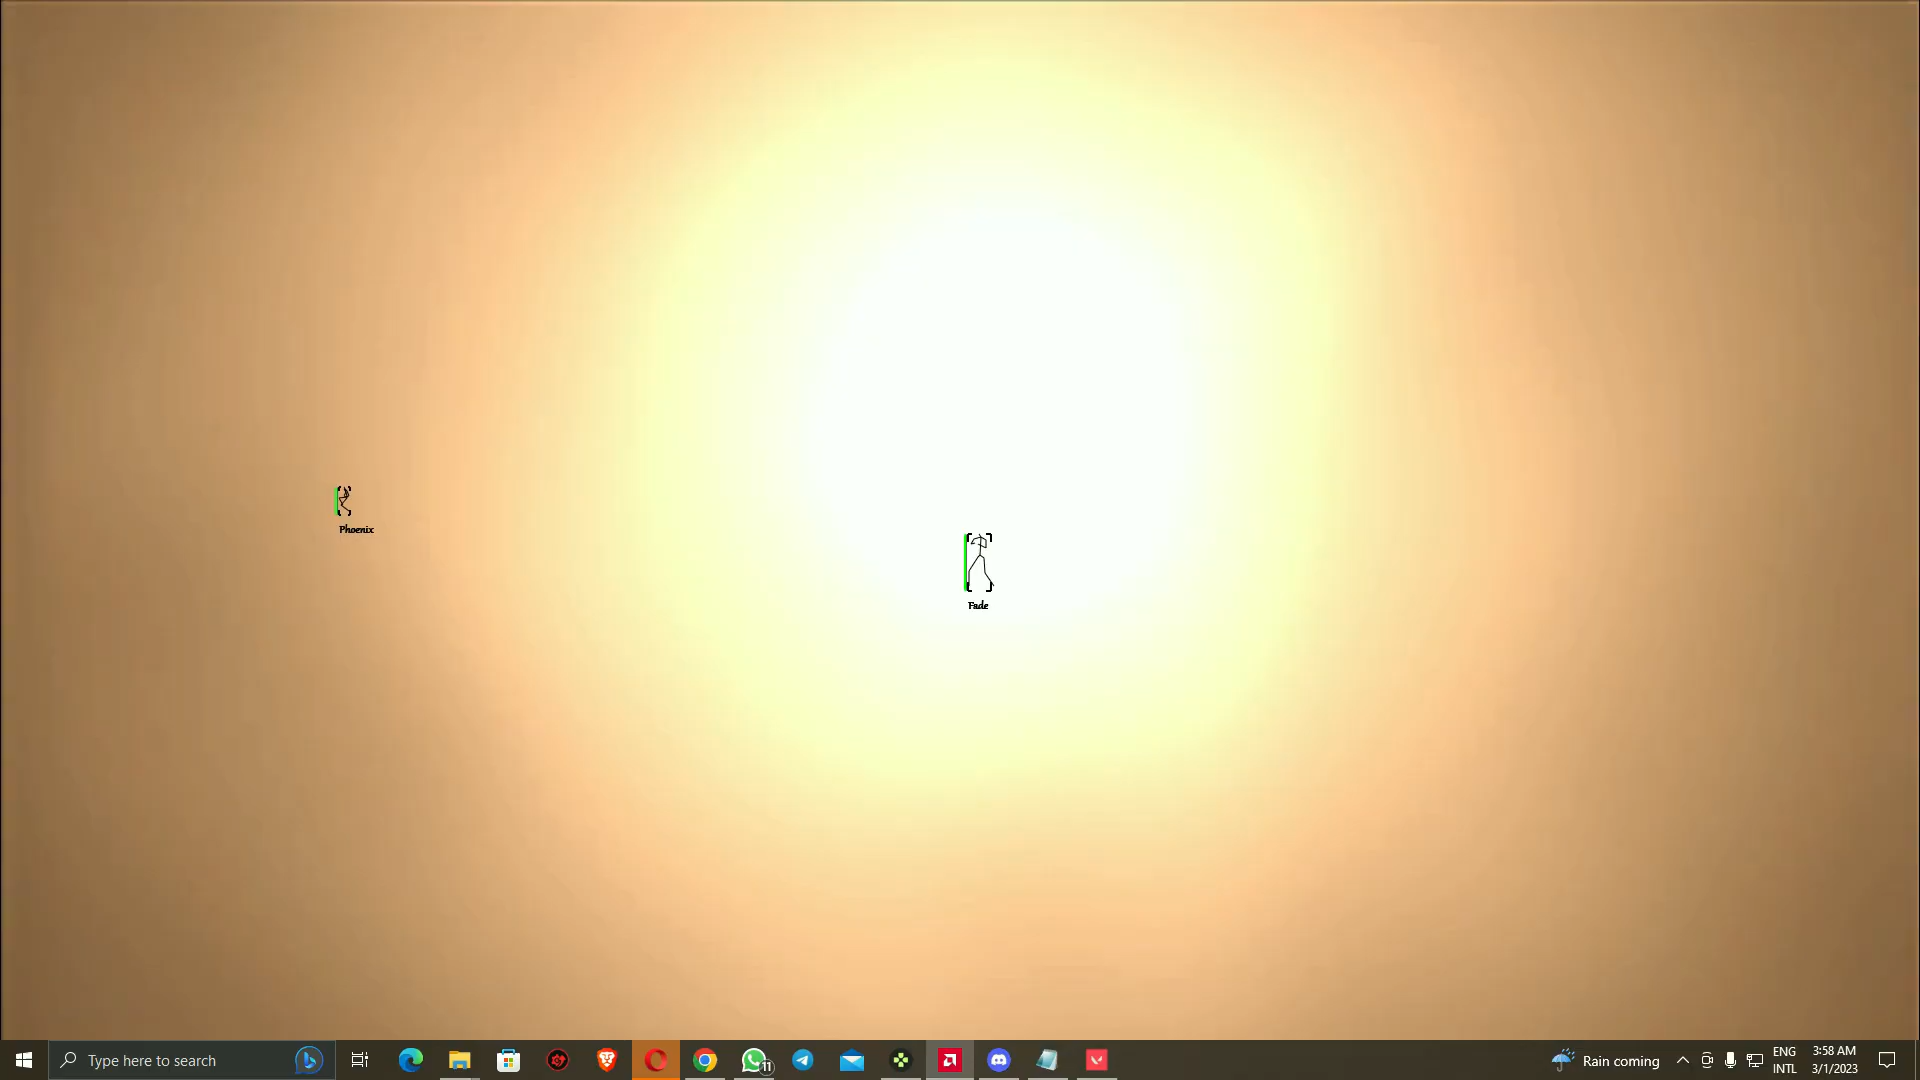 Phoenix
Fade
Type here to search
11
Rain coming
ENG
INTL
3:58 AM
3/1/2023